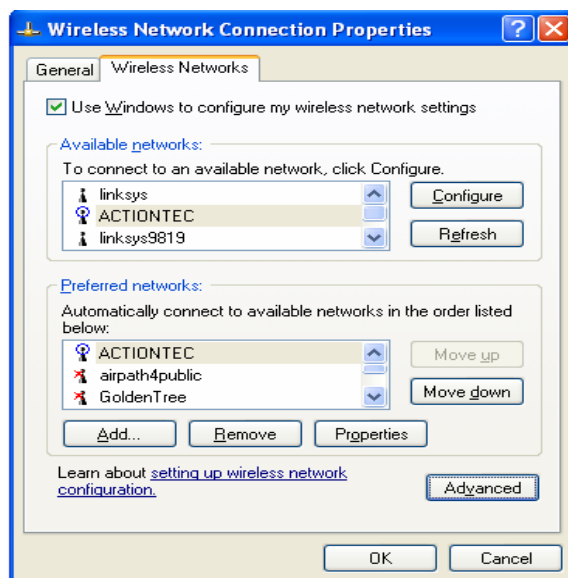 Wireless Network Connection Properties ?
General Wireless Networks
Use Windows to configure my wireless network settings
Available networks:
To connect to an available network, click Configure.
linksys
ACTIONTEC
linksys9819
Configure
Refresh
Preferred networks:
Automatically connect to available networks in the order listed
below:
ACTIONTEC
airpath4public
GoldenTree
Move up
Move down
Add... Remove Properties
Learn about setting up wireless network
configuration.
Advanced
OK Cancel